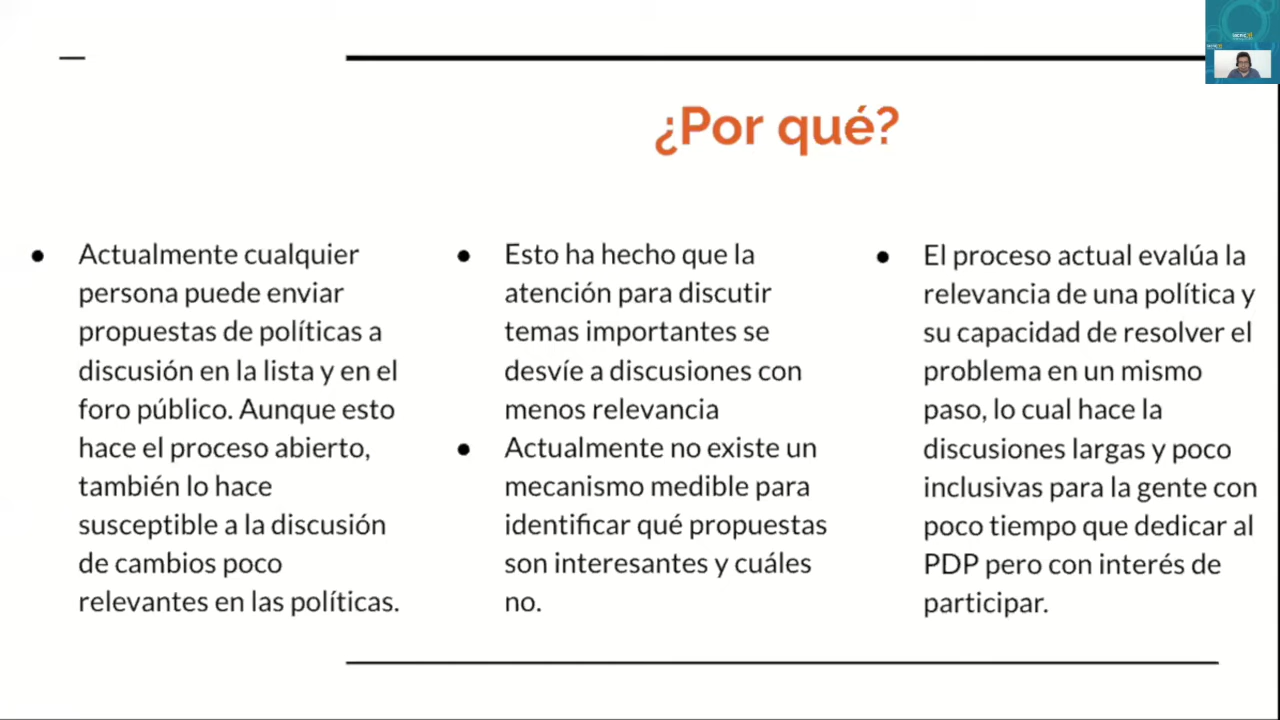 ¿Por qué?
● Actualmente cualquier
persona puede enviar
propuestas de políticas a
discusión en la lista y en el
foro público. Aunque esto
hace el proceso abierto,
también lo hace
susceptible a la discusión
de cambios poco
relevantes en las políticas.
● Esto ha hecho que la
atención para discutir
temas importantes se
desvíe a discusiones con
menos relevancia
● Actualmente no existe un
mecanismo medible para
identificar qué propuestas
son interesantes y cuáles
no.
● El proceso actual evalúa la
relevancia de una política y
su capacidad de resolver el
problema en un mismo
paso, lo cual hace la
discusiones largas y poco
inclusivas para la gente con
poco tiempo que dedicar al
PDP pero con interés de
participar.